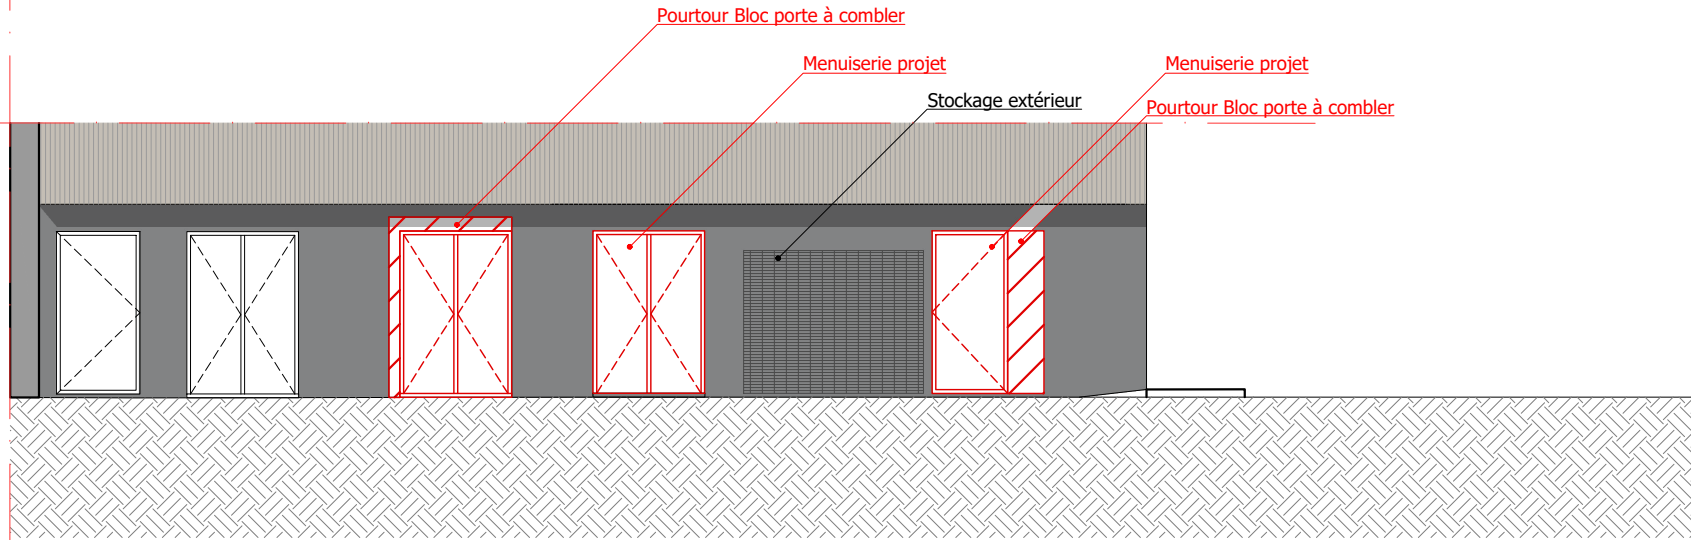 Pourtour Bloc porte à combler
Menuiserie projet
Menuiserie projet
Stockage extérieur
Pourtour Bloc porte à combler